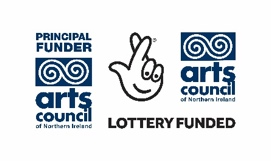 PRINCIPAL
FUNDER
arts
council
of Northern Ireland
LOTTERY FUNDED
arts
council
of Northern Ireland